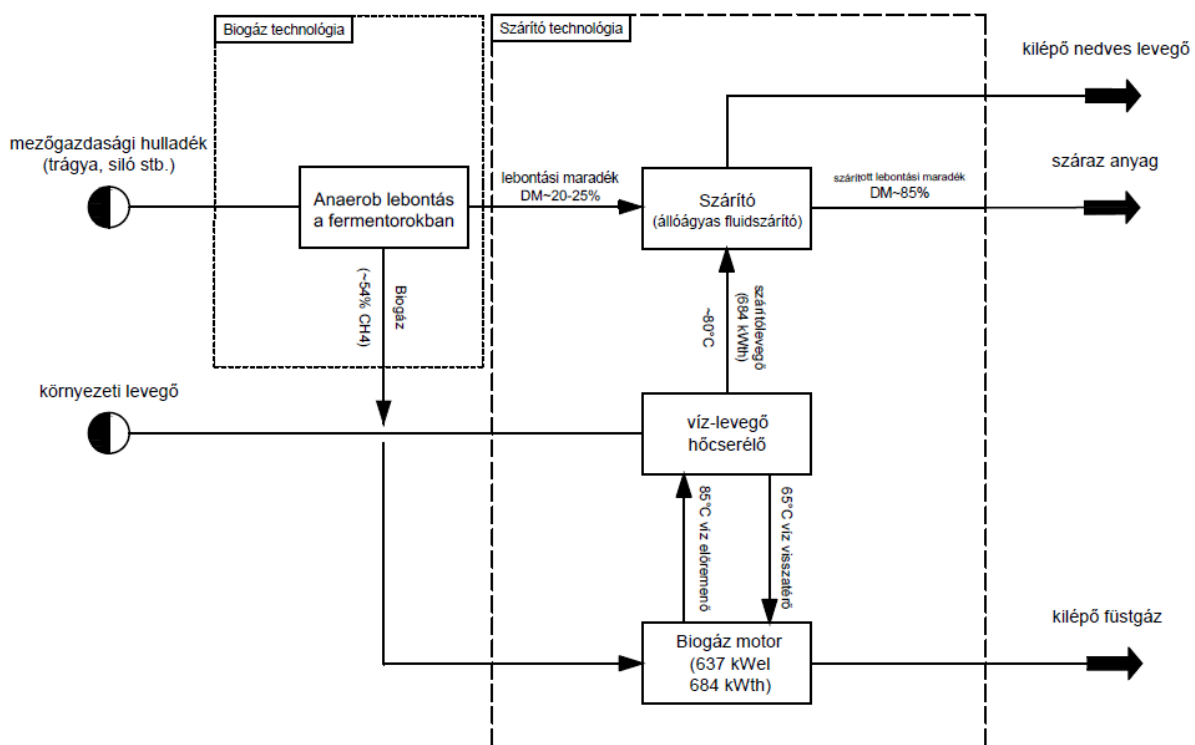 Biogáz technológia
Szárító technológia
kilépő nedves levegő
mezőgazdasági hulladék
(trágya, siló stb.)
Anaerob lebontás
a fermentorokban
lebontási maradék
DM~20-25%
Szárító
(állóágyas fluidszárító)
szárított lebontási maradék
DM~85%
száraz anyag
Biogáz
(~54% CH4)
~80°C
szárítólevegő
(684 kWth)
környezeti levegő
víz-levegő
hőcserélő
85°C víz előremenő
65°C víz visszatérő
Biogáz motor
(637 kWel
684 kWth)
kilépő füstgáz